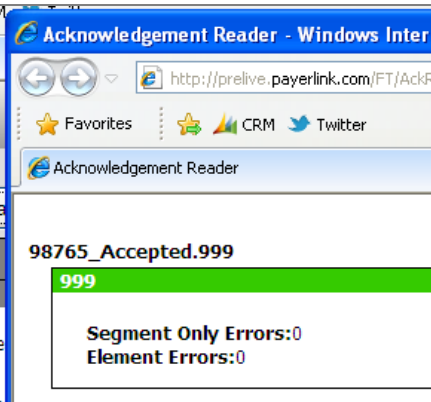 Acknowledgement Reader - Windows Inter
http://prelive.payerlink.com/FT/AckR
Favorites CRM Twitter
Acknowledgement Reader
98765_Accepted.999
999
Segment Only Errors:0
Element Errors:0